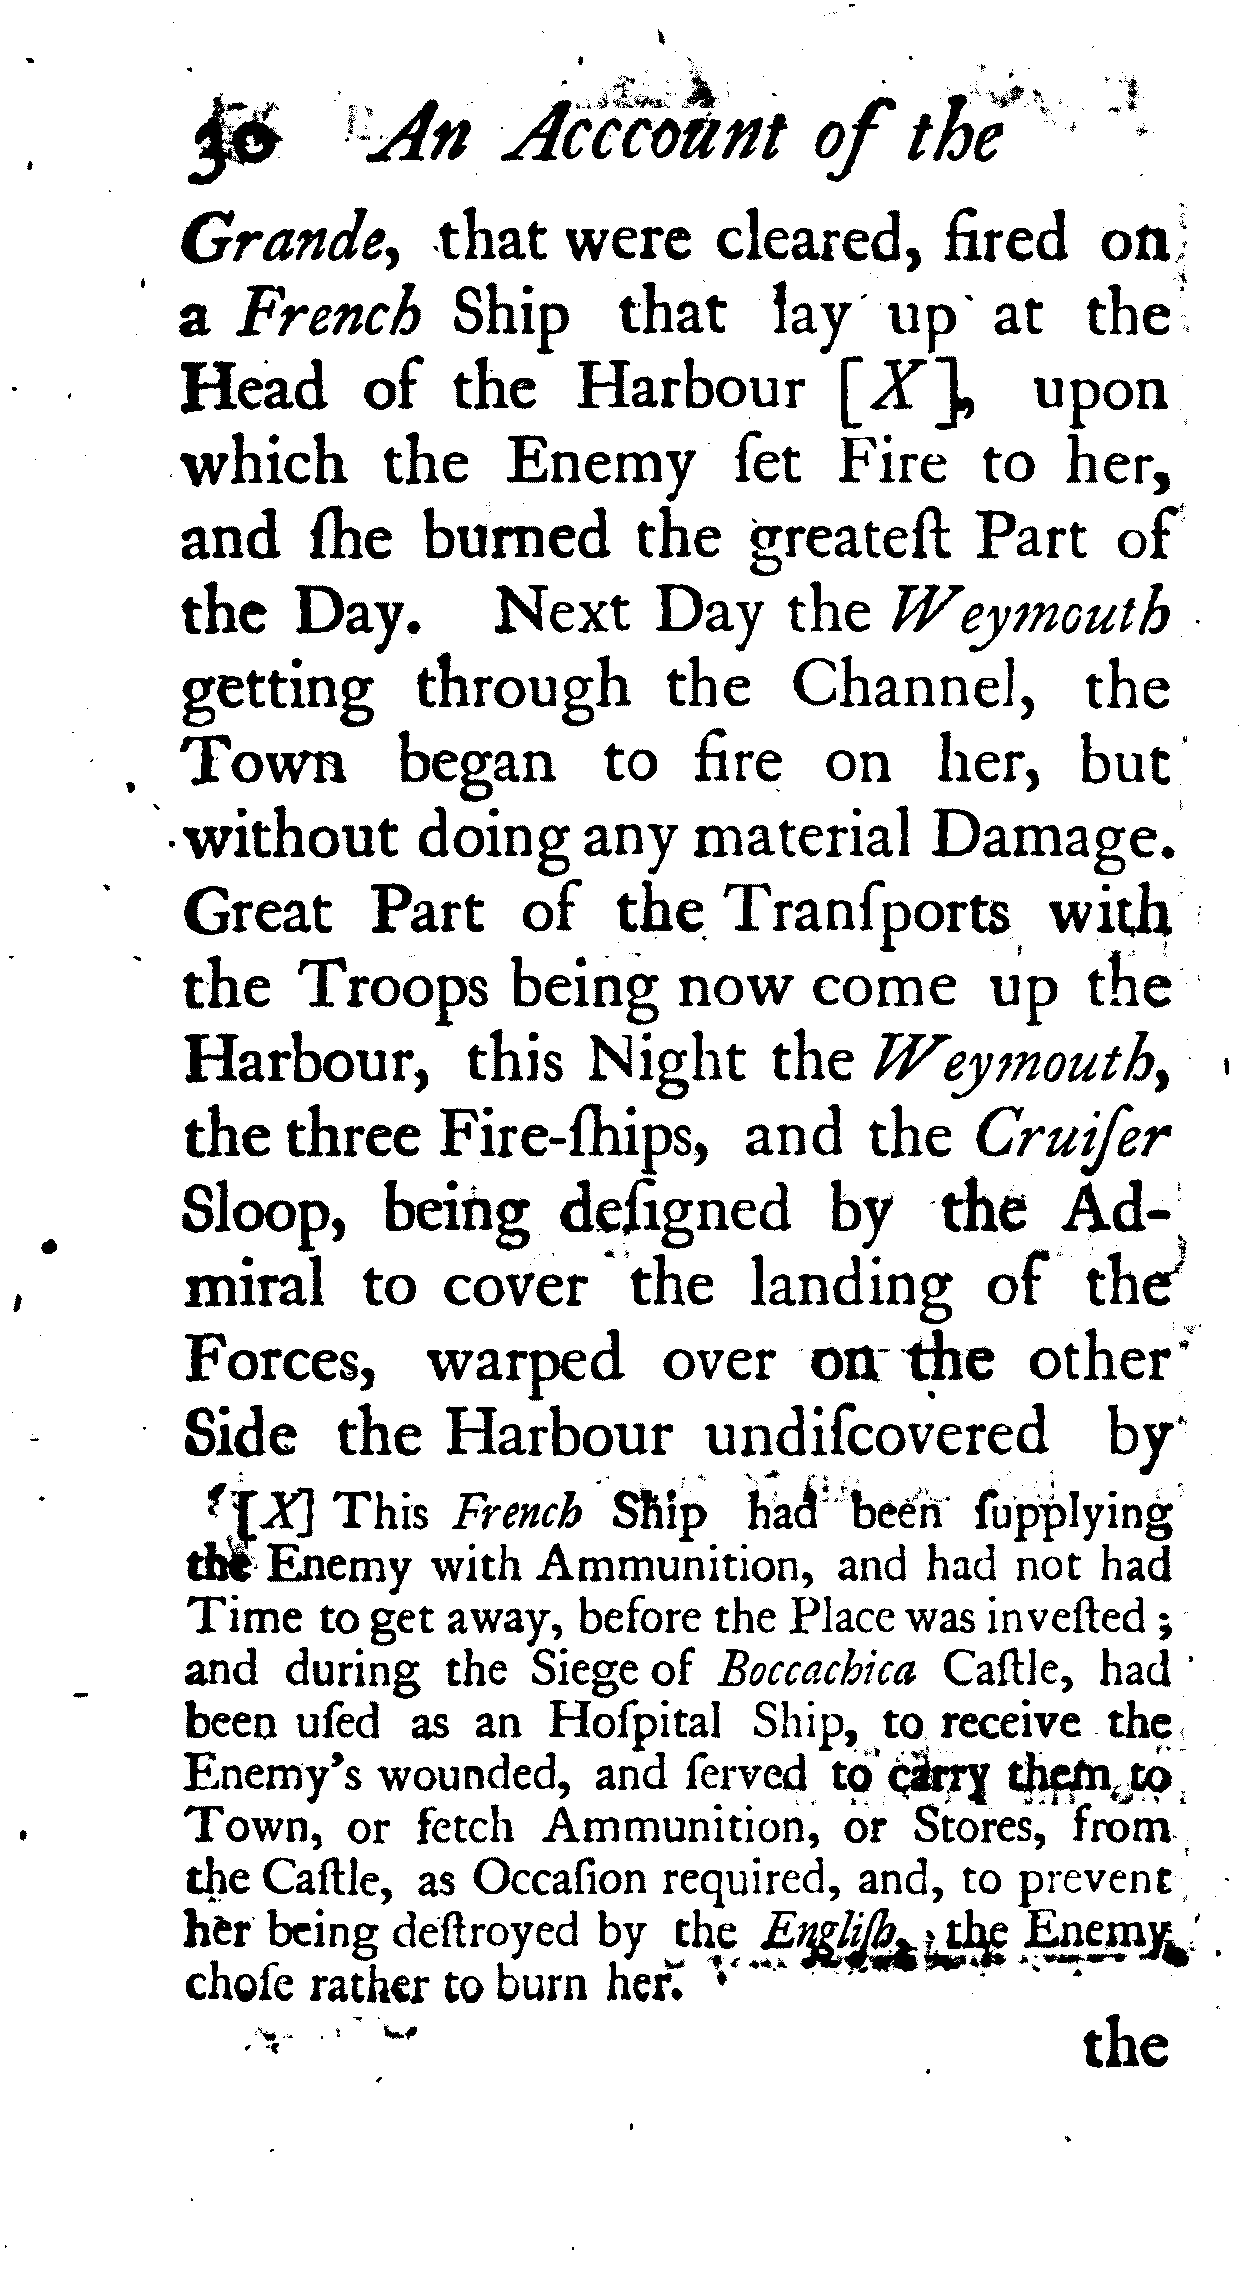 30 An Acccount of the
Grande, that were cleared, fired on
a French Ship that lay up at the
Head of the Harbour [X], upon
which the Enemy ſet Fire to her,
and ſhe burned the greateſt Part of
the Day. Next Day the Weymouth
getting through the Channel, the
Town began to fire on her, but
without doing any material Damage.
Great Part of the Tranſports with
the Troops being now come up the
Harbour, this Night the Weymouth,
the three Fire-ſhips, and the Cruiſer
Sloop, being deſigned by the Ad-
miral to cover the landing of the
Forces, warped over on the other
Side the Harbour undiſcovered by
[X] This French Ship had been ſupplying
the Enemy with Ammunition, and had not had
Time to get away, before the Place was inveſted;
and during the Siege of Boccachica Caſtle, had
been uſed as an Hoſpital Ship, to receive the
Enemy's wounded, and ſerved to carry them to
Town, or fetch Ammunition, or Stores, from
the Caſtle, as Occaſion required, and, to prevent
her being deſtroyed by the Engliſh, the Enemy
choſe rather to burn her.
the